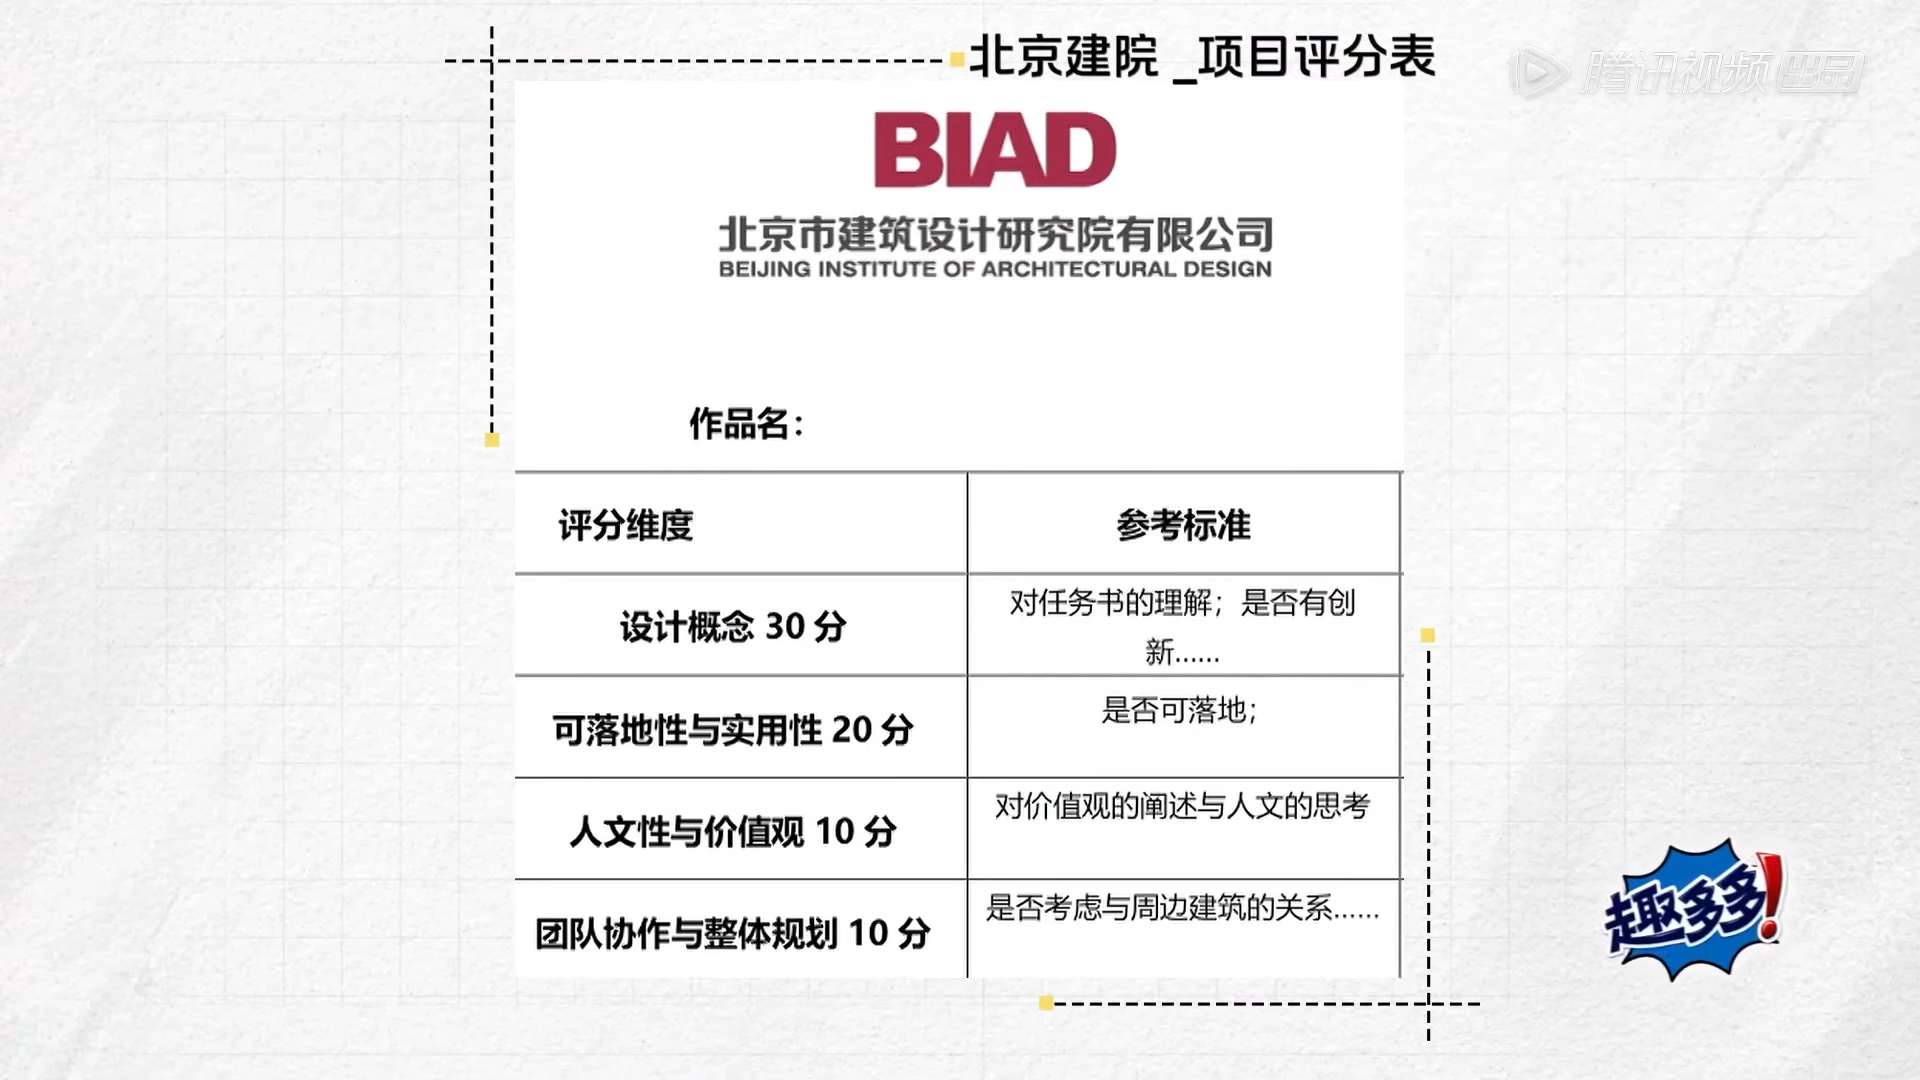 北京建院 _项目评分表
腾讯视频 出品
BIAD
北京市建筑设计研究院有限公司
BEIJING INSTITUTE OF ARCHITECTURAL DESIGN
作品名：
评分维度
参考标准
设计概念 30 分
对任务书的理解；是否有创
新……
可落地性与实用性 20 分
是否可落地；
人文性与价值观 10 分
对价值观的阐述与人文的思考
团队协作与整体规划 10 分
是否考虑与周边建筑的关系……
趣多多!